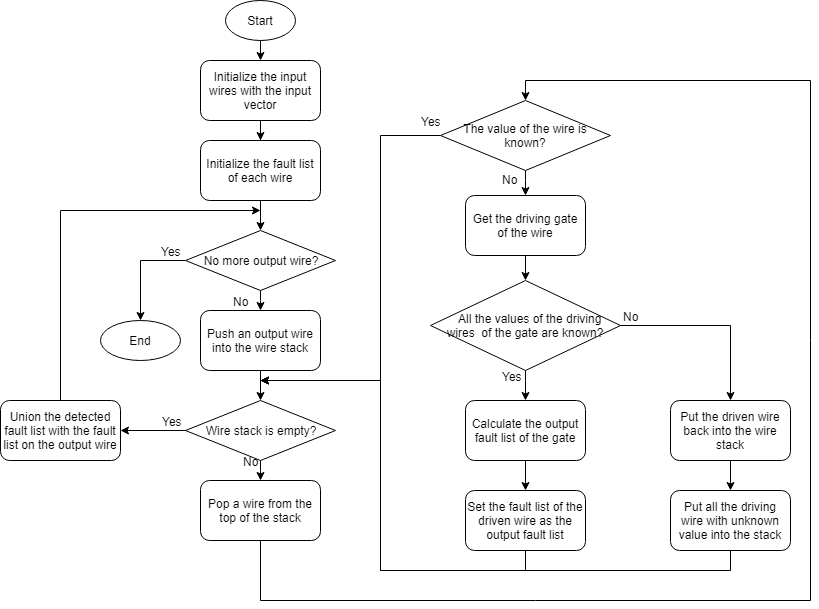 Start
Initialize the input
wires with the input
vector
Initialize the fault list
of each wire
Yes
No more output wire?
No
End
Push an output wire
into the wire stack
Union the detected
fault list with the fault
list on the output wire
Yes
Wire stack is empty?
No
Pop a wire from the
top of the stack
Yes
The value of the wire is
known?
No
Get the driving gate
of the wire
All the values of the driving
wires of the gate are known?
No
Yes
Calculate the output
fault list of the gate
Set the fault list of the
driven wire as the
output fault list
Put the driven wire
back into the wire
stack
Put all the driving
wire with unknown
value into the stack